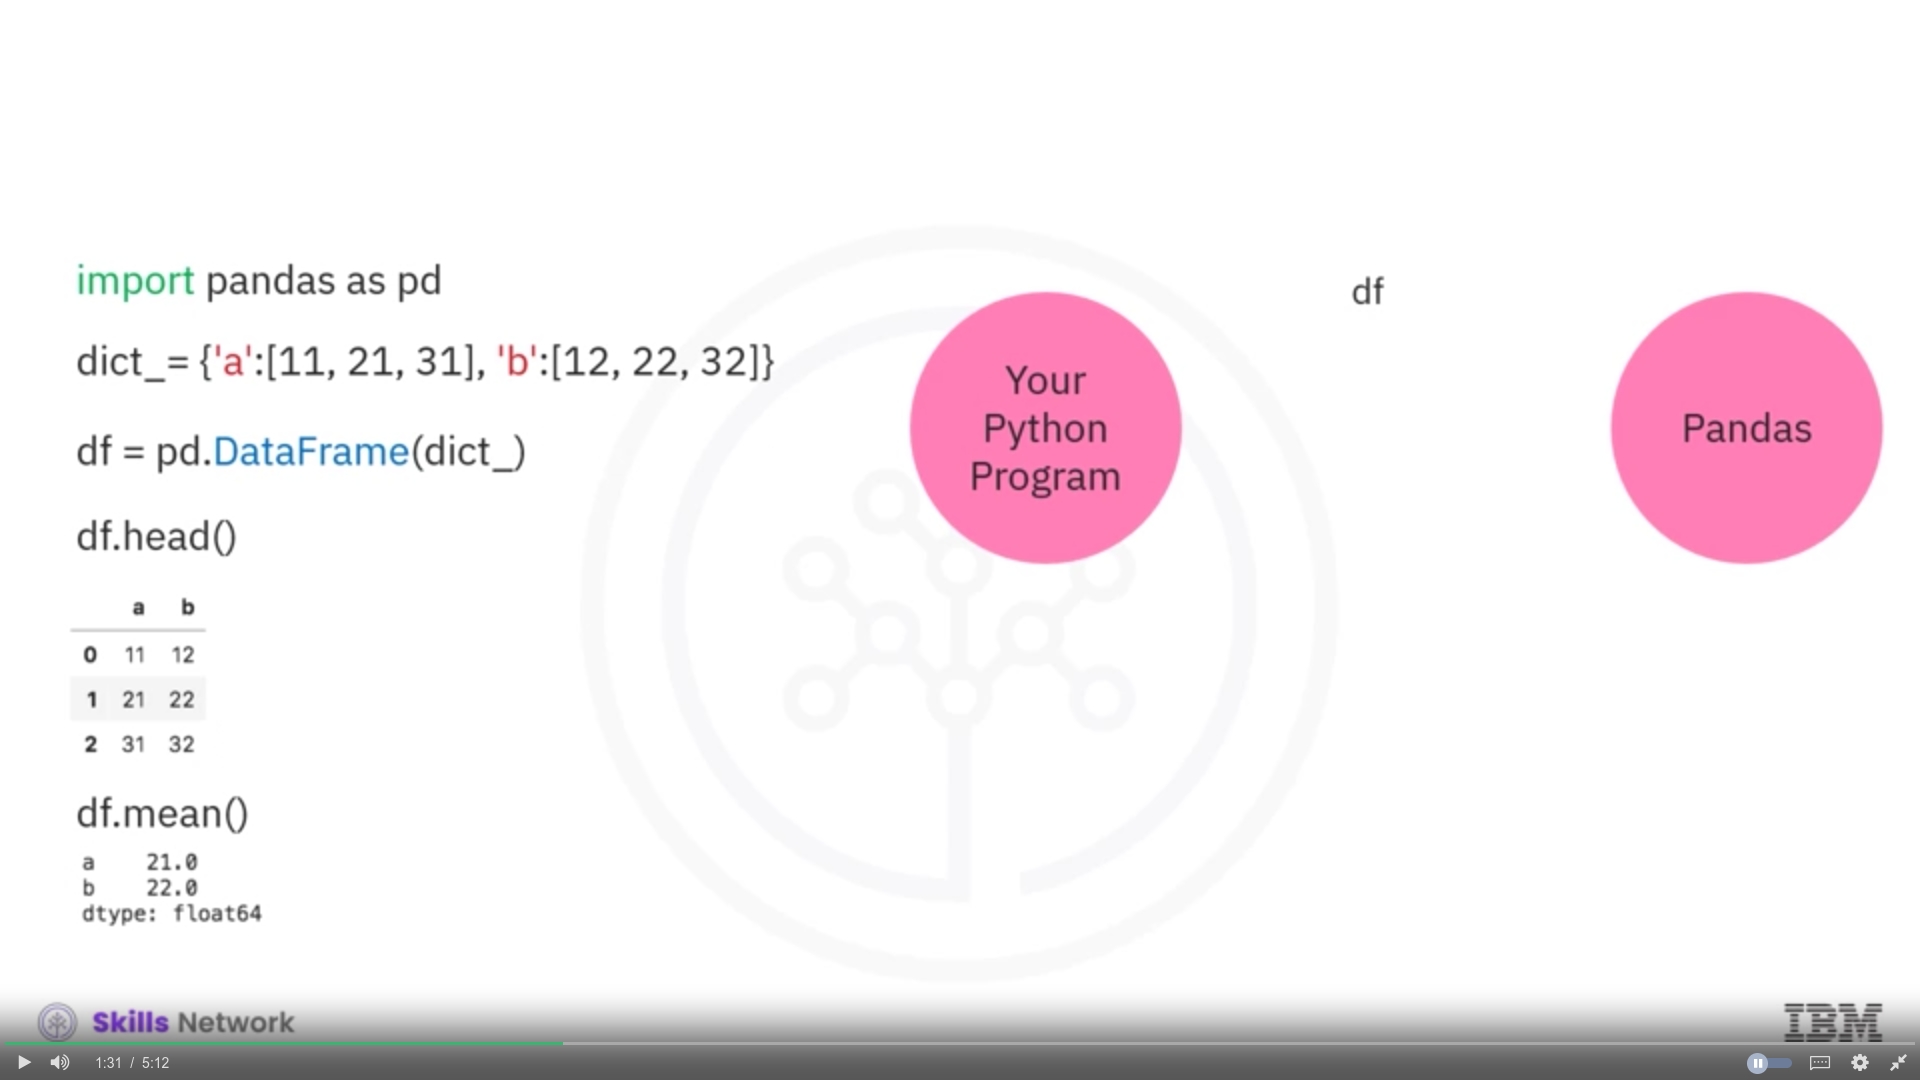 import pandas as pd
dict_= {'a':[11, 21, 31], 'b':[12, 22, 32]}
df = pd.DataFrame(dict_)
df.head()
a b
0 11 12
1 21 22
2 31 32
df.mean()
a 21.0
b 22.0
dtype: float64
Your
Python
Program
df
Pandas
Skills Network
IBM
1:31 / 5:12